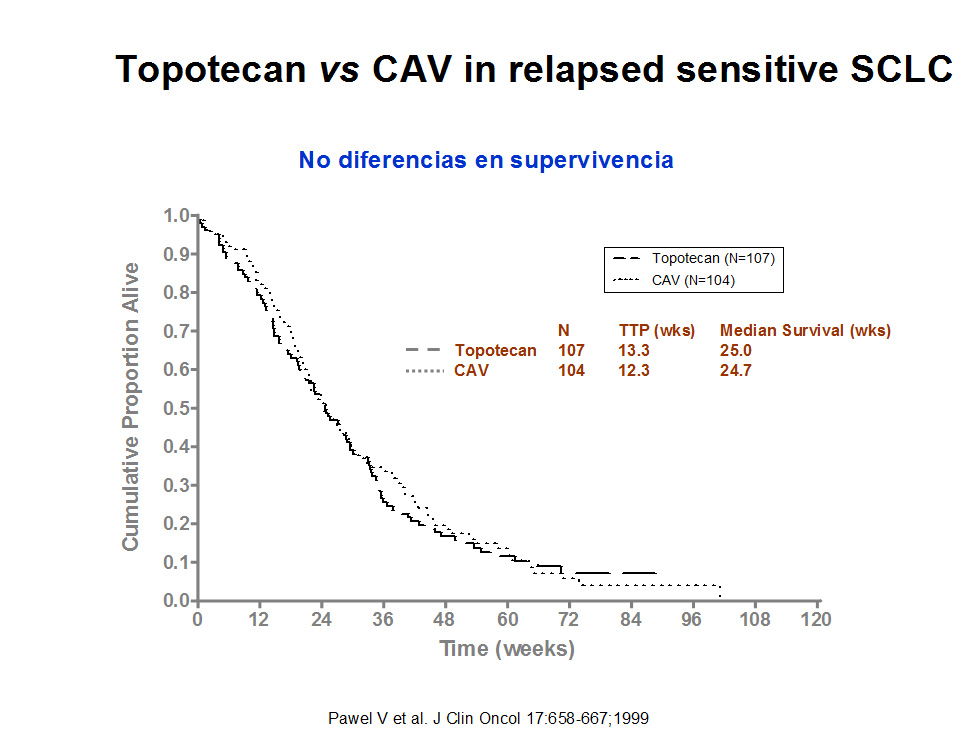 Topotecan vs CAV in relapsed sensitive SCLC
No diferencias en supervivencia
Cumulative Proportion Alive
1.0
0.9
0.8
0.7
0.6
0.5
0.4
0.3
0.2
0.1
0.0
Topotecan (N=107)
CAV (N=104)
N TTP (wks) Median Survival (wks)
Topotecan 107 13.3 25.0
CAV 104 12.3 24.7
0 12 24 36 48 60 72 84 96 108 120
Time (weeks)
Pawel V et al. J Clin Oncol 17:658-667;1999